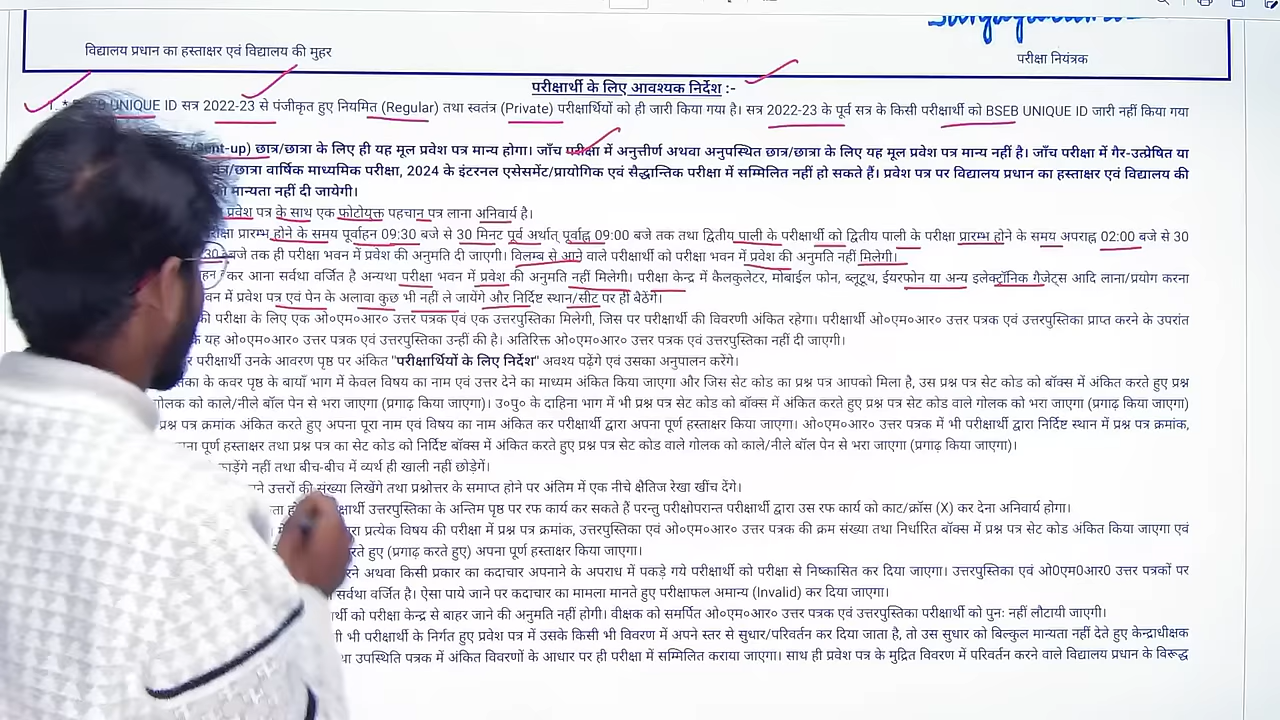 विद्यालय प्रधान का हस्ताक्षर एवं विद्यालय की मुहर
परीक्षा नियंत्रक
परीक्षार्थी के लिए आवश्यक निर्देश :-
UNIQUE ID सत्र 2022-23 से पंजीकृत हुए नियमित (Regular) तथा स्वतंत्र (Private) परीक्षार्थियों को ही जारी किया गया है। सत्र 2022-23 के पूर्व सत्र के किसी परीक्षार्थी को BSEB UNIQUE ID जारी नहीं किया गया
(Sent-up) छात्र/छात्रा के लिए ही यह मूल प्रवेश पत्र मान्य होगा। जाँच परीक्षा में अनुत्तीर्ण अथवा अनुपस्थित छात्र/छात्रा के लिए यह मूल प्रवेश पत्र मान्य नहीं है। जाँच परीक्षा में गैर-उत्प्रेषित या
/छात्रा वार्षिक माध्यमिक परीक्षा, 2024 के इंटरनल एसेसमेंट/प्रायोगिक एवं सैद्धान्तिक परीक्षा में सम्मिलित नहीं हो सकते हैं। प्रवेश पत्र पर विद्यालय प्रधान का हस्ताक्षर एवं विद्यालय की
मान्यता नहीं दी जायेगी।
प्रवेश पत्र के साथ एक फोटोयुक्त पहचान पत्र लाना अनिवार्य है।
प्रारम्भ होने के समय पूर्वाहन 09:30 बजे से 30 मिनट पूर्व अर्थात् पूर्वाह्न 09:00 बजे तक तथा द्वितीय पाली के परीक्षार्थी को द्वितीय पाली के परीक्षा प्रारम्भ होने के समय अपराह्न 02:00 बजे से 30
बजे तक ही परीक्षा भवन में प्रवेश की अनुमति दी जाएगी। विलम्ब से आने वाले परीक्षार्थी को परीक्षा भवन में प्रवेश की अनुमति नहीं मिलेगी।
कर आना सर्वथा वर्जित है अन्यथा परीक्षा भवन में प्रवेश की अनुमति नहीं मिलेगी। परीक्षा केन्द्र में कैलकुलेटर, मोबाईल फोन, ब्लूटूथ, ईयरफोन या अन्य इलेक्ट्रॉनिक गैजेट्स आदि लाना/प्रयोग करना
में प्रवेश पत्र एवं पेन के अलावा कुछ भी नहीं ले जायेंगे और निर्दिष्ट स्थान/सीट पर ही बैठेंगे।
की परीक्षा के लिए एक ओ०एम०आर० उत्तर पत्रक एवं एक उत्तरपुस्तिका मिलेगी, जिस पर परीक्षार्थी की विवरणी अंकित रहेगा। परीक्षार्थी ओ०एम०आर० उत्तर पत्रक एवं उत्तरपुस्तिका प्राप्त करने के उपरांत
यह ओ०एम०आर० उत्तर पत्रक एवं उत्तरपुस्तिका उन्हीं की है। अतिरिक्त ओ०एम०आर० उत्तर पत्रक एवं उत्तरपुस्तिका नहीं दी जाएगी।
परीक्षार्थी उनके आवरण पृष्ठ पर अंकित "परीक्षार्थियों के लिए निर्देश" अवश्य पढ़ेंगे एवं उसका अनुपालन करेंगे।
के कवर पृष्ठ के बायाँ भाग में केवल विषय का नाम एवं उत्तर देने का माध्यम अंकित किया जाएगा और जिस सेट कोड का प्रश्न पत्र आपको मिला है, उस प्रश्न पत्र सेट कोड को बॉक्स में अंकित करते हुए प्रश्न
गोलक को काले/नीले बॉल पेन से भरा जाएगा (प्रगाढ़ किया जाएगा)। उ०पु० के दाहिना भाग में भी प्रश्न पत्र सेट कोड को बॉक्स में अंकित करते हुए प्रश्न पत्र सेट कोड वाले गोलक को भरा जाएगा (प्रगाढ़ किया जाएगा)
प्रश्न पत्र क्रमांक अंकित करते हुए अपना पूरा नाम एवं विषय का नाम अंकित कर परीक्षार्थी द्वारा अपना पूर्ण हस्ताक्षर किया जाएगा। ओ०एम०आर० उत्तर पत्रक में भी परीक्षार्थी द्वारा निर्दिष्ट स्थान में प्रश्न पत्र क्रमांक,
पूर्ण हस्ताक्षर तथा प्रश्न पत्र का सेट कोड को निर्दिष्ट बॉक्स में अंकित करते हुए प्रश्न पत्र सेट कोड वाले गोलक को काले/नीले बॉल पेन से भरा जाएगा (प्रगाढ़ किया जाएगा)।
नहीं तथा बीच-बीच में व्यर्थ ही खाली नहीं छोड़ेगें।
उत्तरों की संख्या लिखेंगे तथा प्रश्नोत्तर के समाप्त होने पर अंतिम में एक नीचे क्षैतिज रेखा खींच देंगे।
उत्तरपुस्तिका के अन्तिम पृष्ठ पर रफ कार्य कर सकते हैं परन्तु परीक्षोपरान्त परीक्षार्थी द्वारा उस रफ कार्य को काट/क्रॉस (X) कर देना अनिवार्य होगा।
द्वारा प्रत्येक विषय की परीक्षा में प्रश्न पत्र क्रमांक, उत्तरपुस्तिका एवं ओ०एम०आर० उत्तर पत्रक की क्रम संख्या तथा निर्धारित बॉक्स में प्रश्न पत्र सेट कोड अंकित किया जाएगा एवं
हुए (प्रगाढ़ करते हुए) अपना पूर्ण हस्ताक्षर किया जाएगा।
अथवा किसी प्रकार का कदाचार अपनाने के अपराध में पकड़े गये परीक्षार्थी को परीक्षा से निष्कासित कर दिया जाएगा। उत्तरपुस्तिका एवं ओ0एम0आर0 उत्तर पत्रकों पर
सर्वथा वर्जित है। ऐसा पाये जाने पर कदाचार का मामला मानते हुए परीक्षाफल अमान्य (Invalid) कर दिया जाएगा।
को परीक्षा केन्द्र से बाहर जाने की अनुमति नहीं होगी। वीक्षक को समर्पित ओ०एम०आर० उत्तर पत्रक एवं उत्तरपुस्तिका परीक्षार्थी को पुनः नहीं लौटायी जाएगी।
भी परीक्षार्थी के निर्गत हुए प्रवेश पत्र में उसके किसी भी विवरण में अपने स्तर से सुधार/परिवर्तन कर दिया जाता है, तो उस सुधार को बिल्कुल मान्यता नहीं देते हुए केन्द्राधीक्षक
उपस्थिति पत्रक में अंकित विवरणों के आधार पर ही परीक्षा में सम्मिलित कराया जाएगा। साथ ही प्रवेश पत्र के मुद्रित विवरण में परिवर्तन करने वाले विद्यालय प्रधान के विरूद्ध